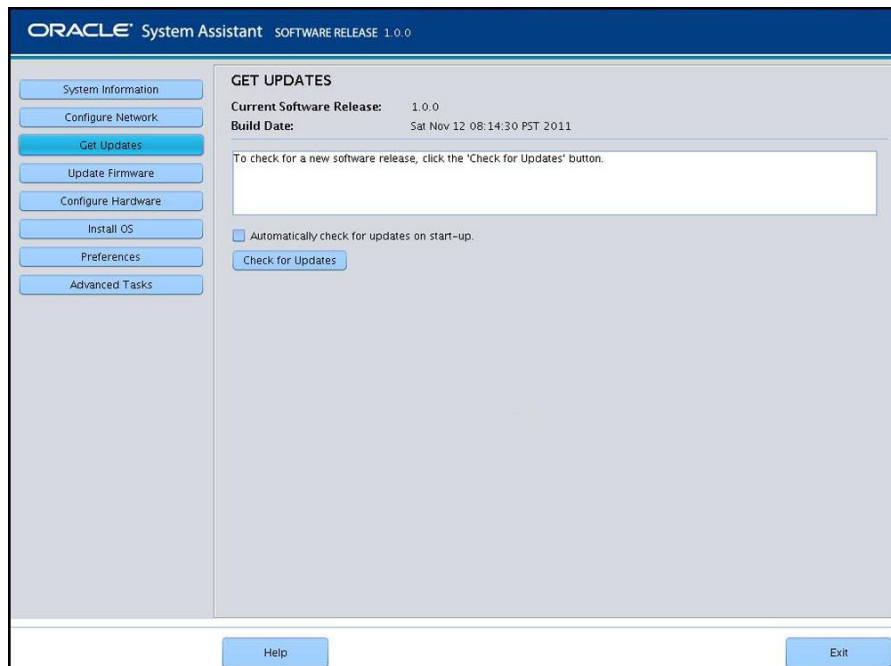 ORACLE® System Assistant SOFTWARE RELEASE 1.0.0
System Information
Configure Network
Get Updates
Update Firmware
Configure Hardware
Install OS
Preferences
Advanced Tasks
GET UPDATES
Current Software Release: 1.0.0
Build Date: Sat Nov 12 08:14:30 PST 2011
To check for a new software release, click the 'Check for Updates' button.
Automatically check for updates on start-up.
Check for Updates
Help
Exit